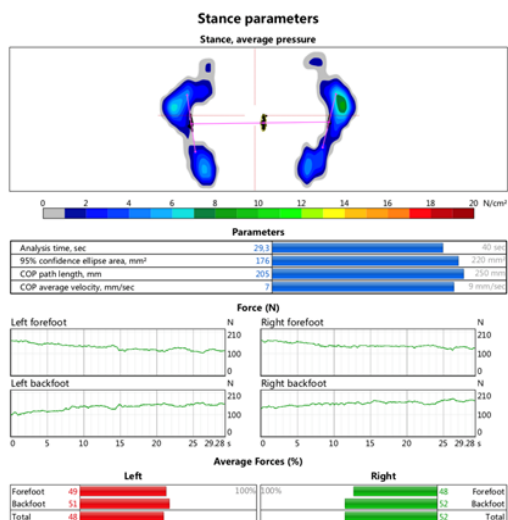 Stance parameters
Stance, average pressure
0 2 4 6 8 10 12 14 16 18 20 N/cm²
Parameters
Analysis time, sec 29,3 40 sec
95% confidence ellipse area, mm² 176 220 mm²
COP path length, mm 205 250 mm
COP average velocity, mm/sec 7 9 mm/sec
Force (N)
Left forefoot N Right forefoot N
210 210
100 100
0 0
Left backfoot N Right backfoot N
210 210
100 100
0 0
0 5 10 15 20 25 29.28 s 0 5 10 15 20 25 29.28 s
Average Forces (%)
Left Right
Forefoot 49 100% 100% 48 Forefoot
Backfoot 51 52 Backfoot
Total 48 52 Total